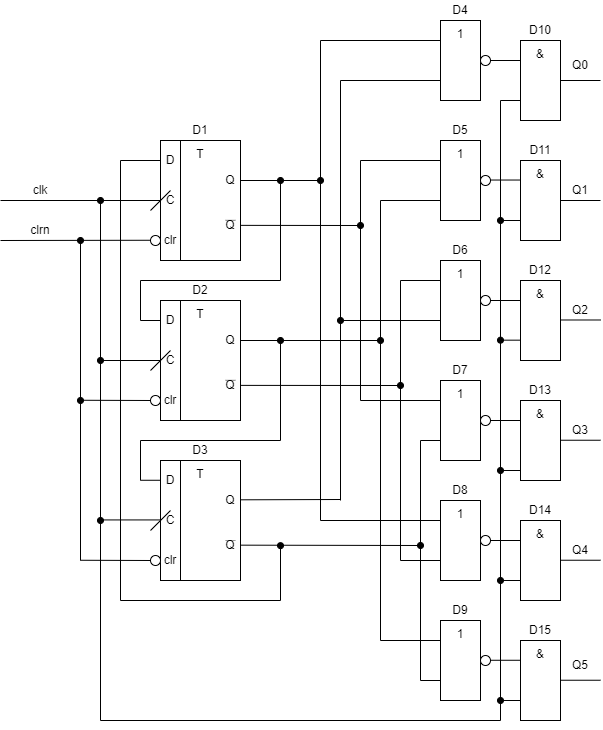 D4
1
D10
&
Q0
D1
D
T
Q
C
Q
clr
clk
clrn
D5
1
D11
&
Q1
D2
D
T
Q
C
Q
clr
D6
1
D12
&
Q2
D7
1
D13
&
Q3
D3
D
T
Q
C
Q
clr
D8
1
D14
&
Q4
D9
1
D15
&
Q5